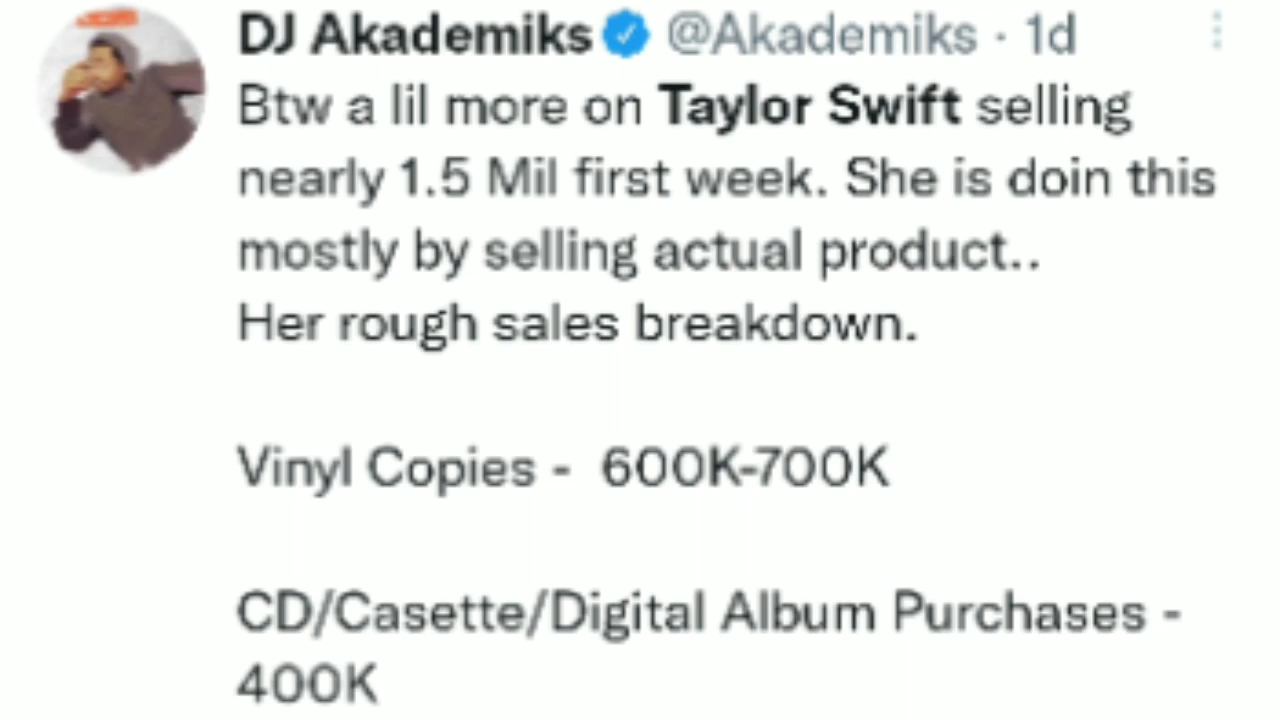 DJ Akademiks @Akademiks · 1d
Btw a lil more on Taylor Swift selling
nearly 1.5 Mil first week. She is doin this
mostly by selling actual product..
Her rough sales breakdown.
Vinyl Copies - 600K-700K
CD/Casette/Digital Album Purchases -
400K